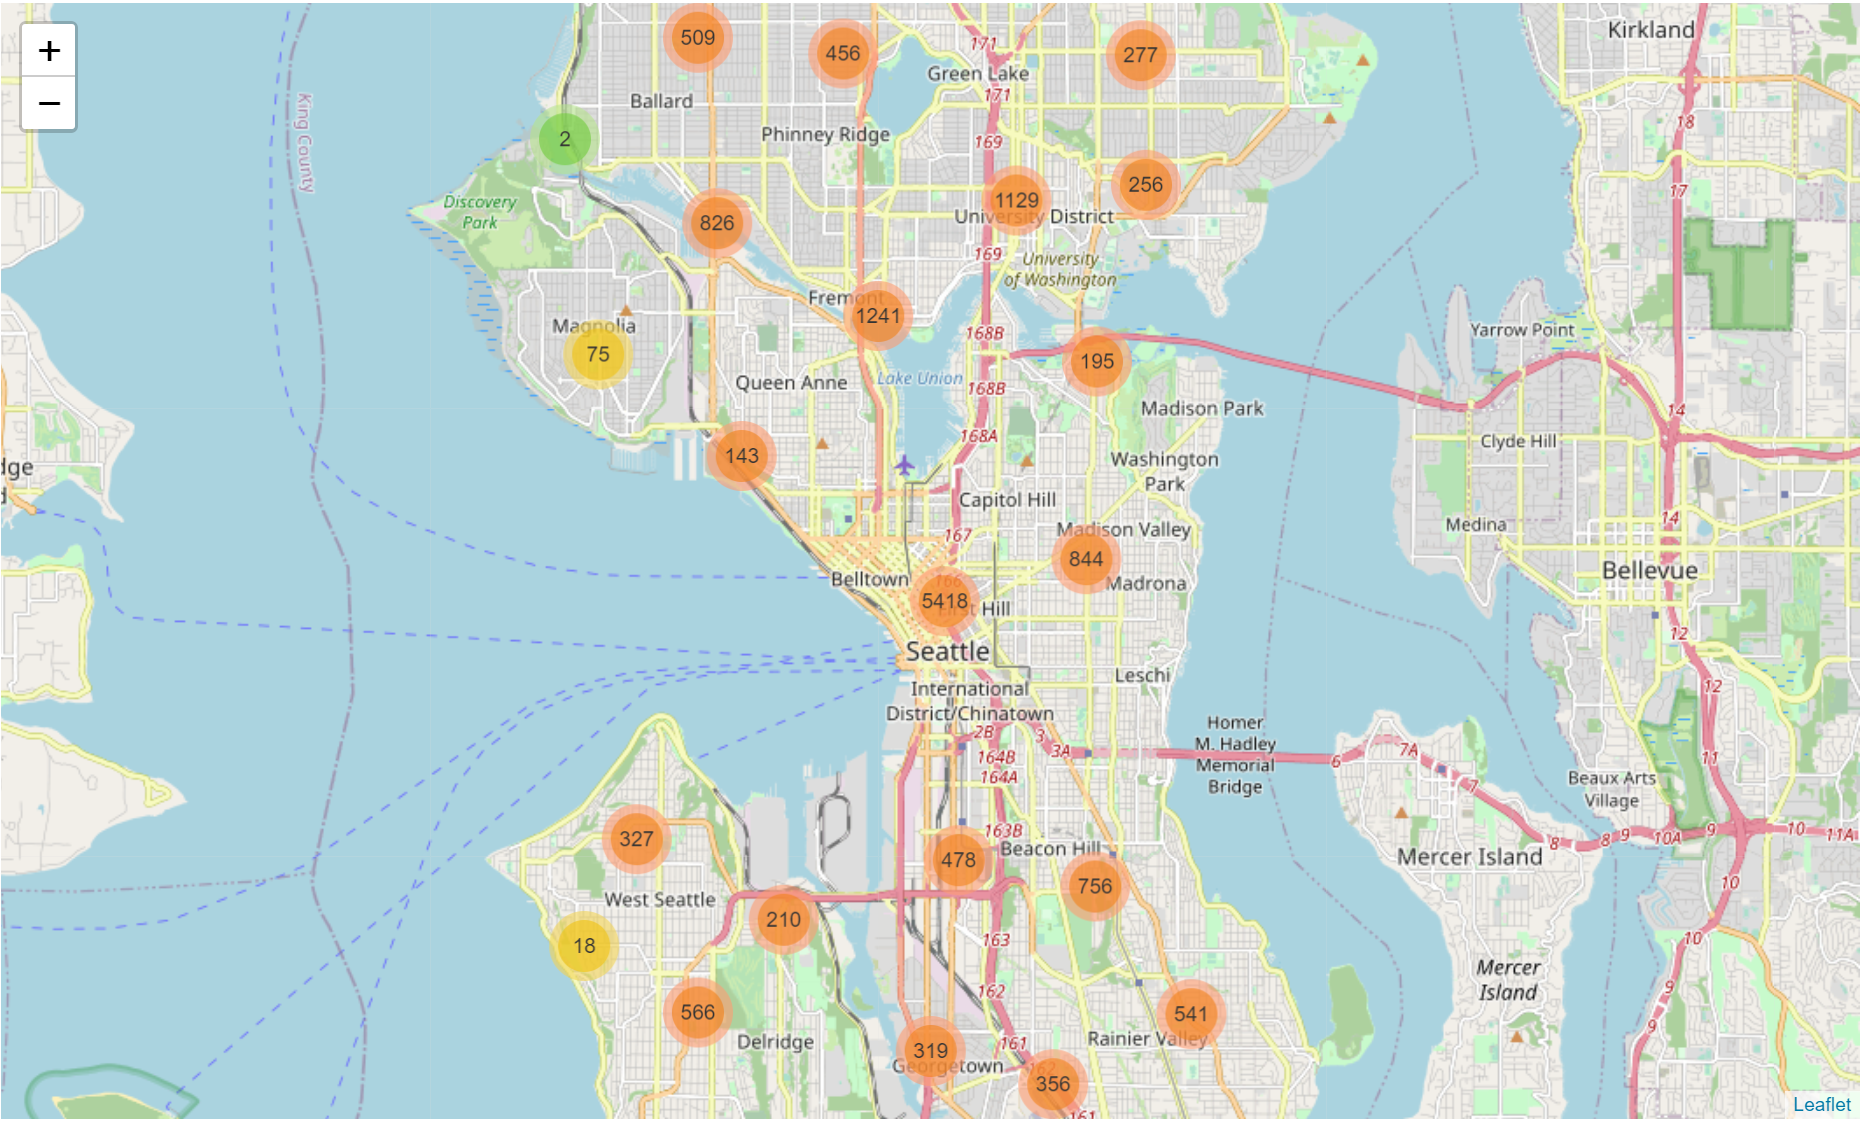 +
−
509
456
277
171
Green Lake
Kirkland
171
Ballard
King County
18
Phinney Ridge
2
169
17
256
Discovery
Park
1129
University District
826
169
University
of Washington
Fremont
1241
Magnolia
Yarrow Point
168B
75
195
Queen Anne
Lake Union
168B
Madison Park
14
168A
Clyde Hill
143
Washington
Park
Capitol Hill
14
Medina
Madison Valley
167
844
Bellevue
Belltown
166
Madrona
5418
Hill
12
Seattle
Leschi
12
International
District/Chinatown
Homer
M. Hadley
Memorial
Bridge
2B
3
3A
164B
164A
6
7A
7
11
Beaux Arts
Village
327
163B
Beacon Hill
478
8
8
9
10A
9
10
11A
Mercer Island
756
10
West Seattle
210
18
163
10
Mercer
Island
162
9
566
541
9
Delridge
319
161
Rainier Valley
Georgetown
162
356
161
Leaflet